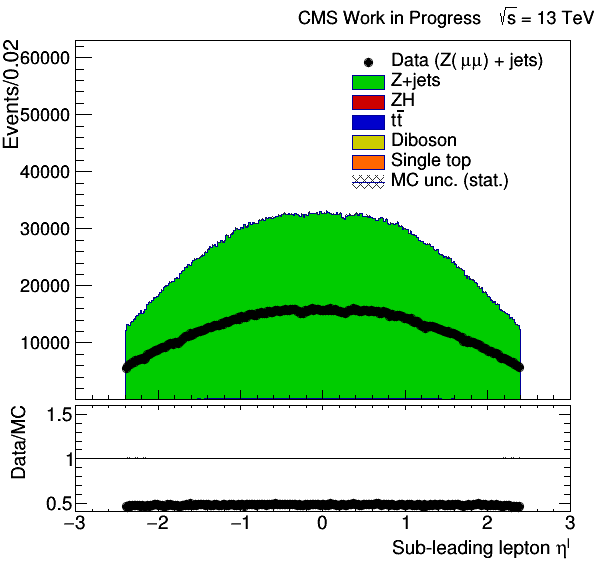 CMS Work in Progress √s = 13 TeV
Events/0.02
60000
50000
40000
30000
20000
10000
Data (Z(μμ) + jets)
Z+jets
ZH
tt̅
Diboson
Single top
MC unc. (stat.)
Data/MC
1.5
1
0.5
−3 −2 −1 0 1 2 3
Sub-leading lepton ηˡ